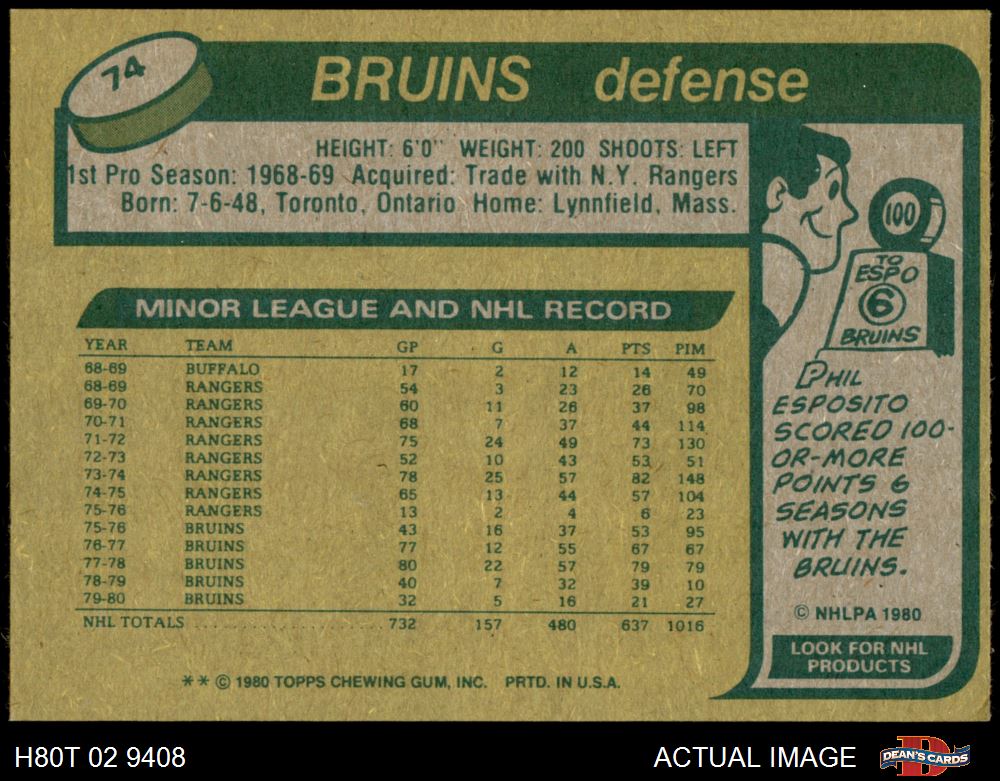 74
BRUINS defense
HEIGHT: 6'0" WEIGHT: 200 SHOOTS: LEFT
1st Pro Season: 1968-69 Acquired: Trade with N.Y. Rangers
Born: 7-6-48, Toronto, Ontario Home: Lynnfield, Mass.
MINOR LEAGUE AND NHL RECORD
YEAR TEAM GP G A PTS PIM
68-69 BUFFALO 17 2 12 14 49
68-69 RANGERS 54 3 23 26 70
69-70 RANGERS 60 11 26 37 98
70-71 RANGERS 68 7 37 44 114
71-72 RANGERS 75 24 49 73 130
72-73 RANGERS 52 10 43 53 51
73-74 RANGERS 78 25 57 82 148
74-75 RANGERS 65 13 44 57 104
75-76 RANGERS 13 2 4 6 23
75-76 BRUINS 43 16 37 53 95
76-77 BRUINS 77 12 55 67 67
77-78 BRUINS 80 22 57 79 79
78-79 BRUINS 40 7 32 39 10
79-80 BRUINS 32 5 16 21 27
NHL TOTALS . . . . . . . . . . . . . . . . . . . . . . 732 157 480 637 1016
** © 1980 TOPPS CHEWING GUM, INC. PRTD. IN U.S.A.
100
TO
ESPO
6
BRUINS
PHIL
ESPOSITO
SCORED 100-
OR-MORE
POINTS 6
SEASONS
WITH THE
BRUINS.
© NHLPA 1980
LOOK FOR NHL
PRODUCTS
H80T 02 9408
ACTUAL IMAGE
DEAN'S CARDS